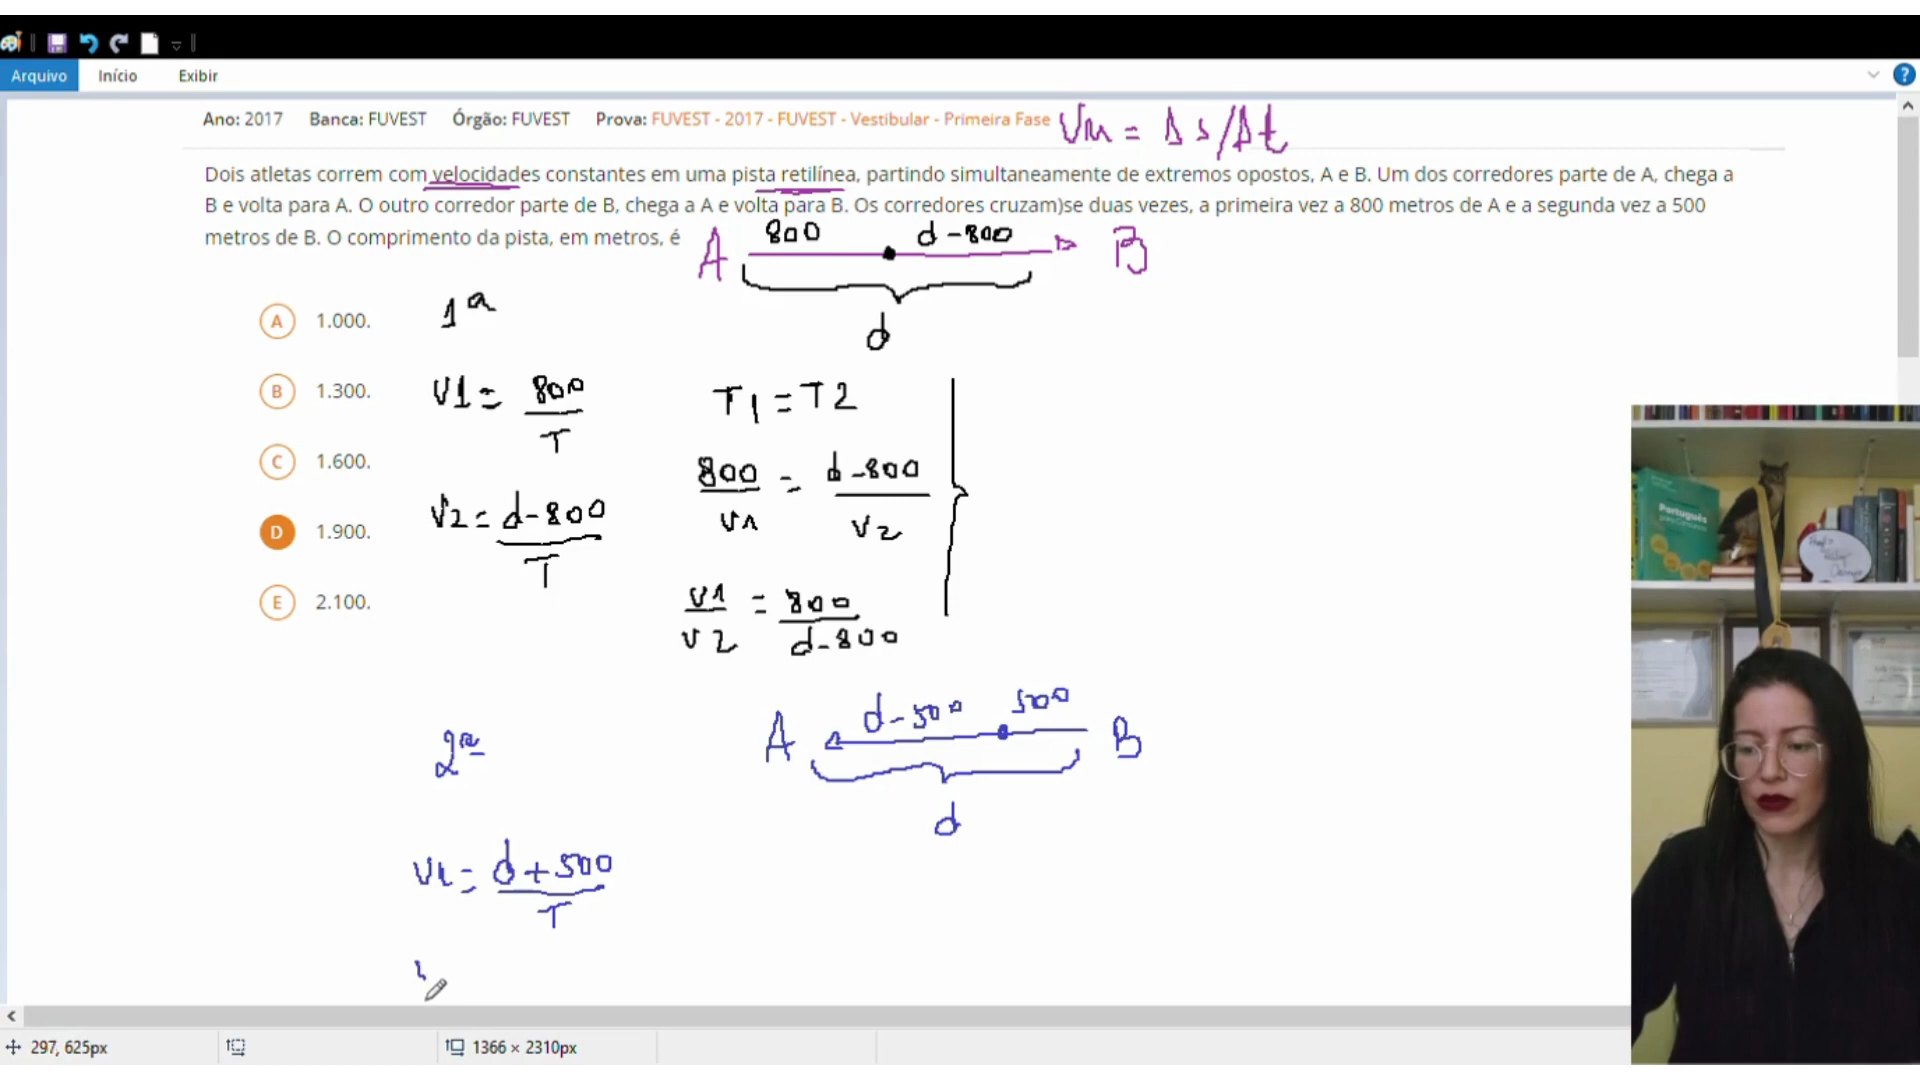 Arquivo Início Exibir
Ano: 2017 Banca: FUVEST Órgão: FUVEST Prova: FUVEST - 2017 - FUVEST - Vestibular - Primeira Fase
Vm = Δs/Δt
Dois atletas correm com velocidades constantes em uma pista retilínea, partindo simultaneamente de extremos opostos, A e B. Um dos corredores parte de A, chega a
B e volta para A. O outro corredor parte de B, chega a A e volta para B. Os corredores cruzam)se duas vezes, a primeira vez a 800 metros de A e a segunda vez a 500
metros de B. O comprimento da pista, em metros, é
A 800 d-800 B
d
1ª
A 1.000.
B 1.300.
C 1.600.
D 1.900.
E 2.100.
V1 = 800
T
V2 = d-800
T
T1 = T2
800 = d-800
V1 V2
V1 = 800
V2 d-800
2ª
A d-500 500 B
d
V1 = d+500
T
Português
297, 625px
1366 × 2310px